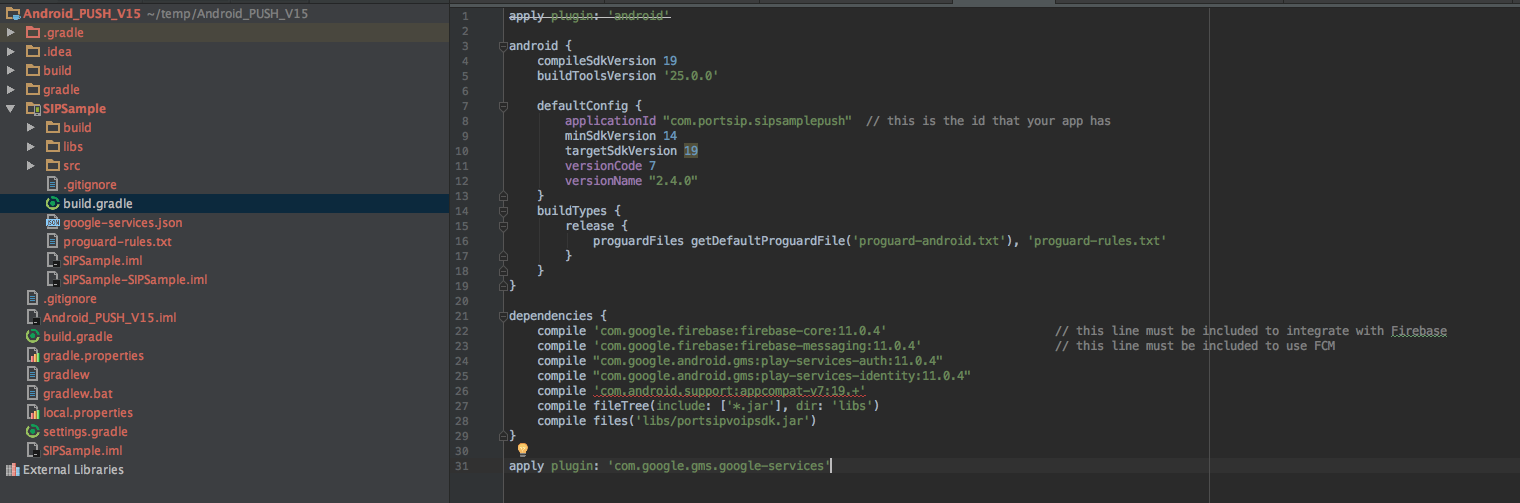 Android_PUSH_V15 ~/temp/Android_PUSH_V15
.gradle
.idea
build
gradle
SIPSample
build
libs
src
.gitignore
build.gradle
google-services.json
proguard-rules.txt
SIPSample.iml
SIPSample-SIPSample.iml
.gitignore
Android_PUSH_V15.iml
build.gradle
gradle.properties
gradlew
gradlew.bat
local.properties
settings.gradle
SIPSample.iml
External Libraries
1 apply plugin: 'android'
2
3 android {
4 compileSdkVersion 19
5 buildToolsVersion '25.0.0'
6
7 defaultConfig {
8 applicationId "com.portsip.sipsamplepush" // this is the id that your app has
9 minSdkVersion 14
10 targetSdkVersion 19
11 versionCode 7
12 versionName "2.4.0"
13 }
14 buildTypes {
15 release {
16 proguardFiles getDefaultProguardFile('proguard-android.txt'), 'proguard-rules.txt'
17 }
18 }
19 }
20
21 dependencies {
22 compile 'com.google.firebase:firebase-core:11.0.4' // this line must be included to integrate with Firebase
23 compile 'com.google.firebase:firebase-messaging:11.0.4' // this line must be included to use FCM
24 compile "com.google.android.gms:play-services-auth:11.0.4"
25 compile "com.google.android.gms:play-services-identity:11.0.4"
26 compile 'com.android.support:appcompat-v7:19.+'
27 compile fileTree(include: ['*.jar'], dir: 'libs')
28 compile files('libs/portsipvoipsdk.jar')
29 }
30
31 apply plugin: 'com.google.gms.google-services'